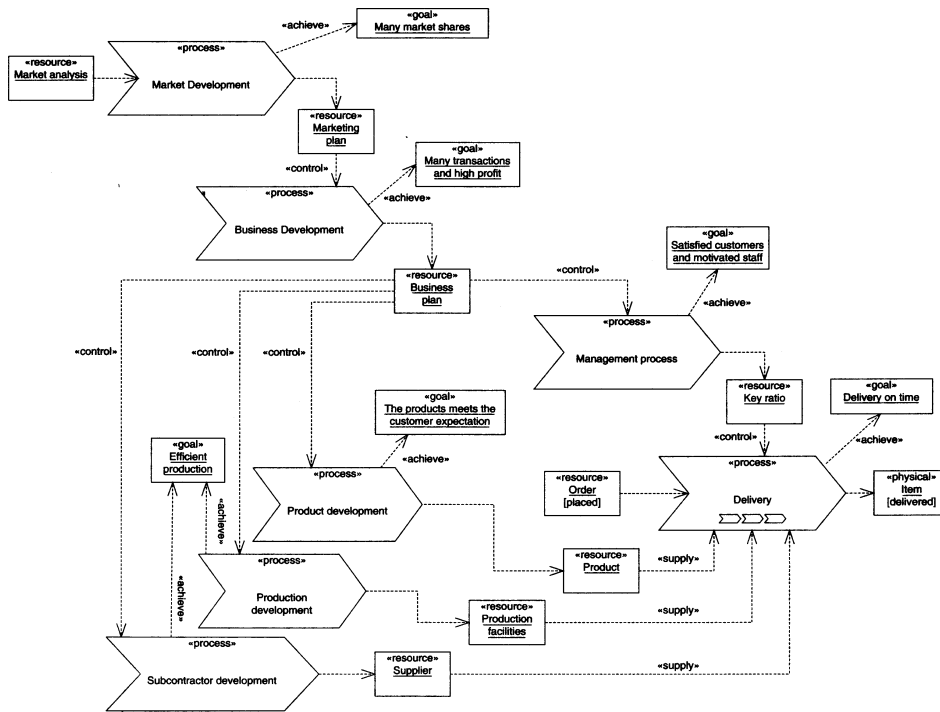 «achieve»
«goal»
Many market shares
«process»
Market Development
«resource»
Market analysis
«resource»
Marketing
plan
«control»
«goal»
Many transactions
and high profit
«achieve»
«process»
Business Development
«goal»
Satisfied customers
and motivated staff
«achieve»
«resource»
Business
plan
«control»
«process»
Management process
«control»
«control»
«control»
«resource»
Key ratio
«control»
«goal»
Delivery on time
«achieve»
«goal»
The products meets the
customer expectation
«achieve»
«goal»
Efficient
production
«achieve»
«achieve»
«process»
Product development
«resource»
Order
[placed]
«process»
Delivery
«physical»
Item
[delivered]
«resource»
Product
«supply»
«process»
Production
development
«resource»
Production
facilities
«supply»
«process»
Subcontractor development
«resource»
Supplier
«supply»